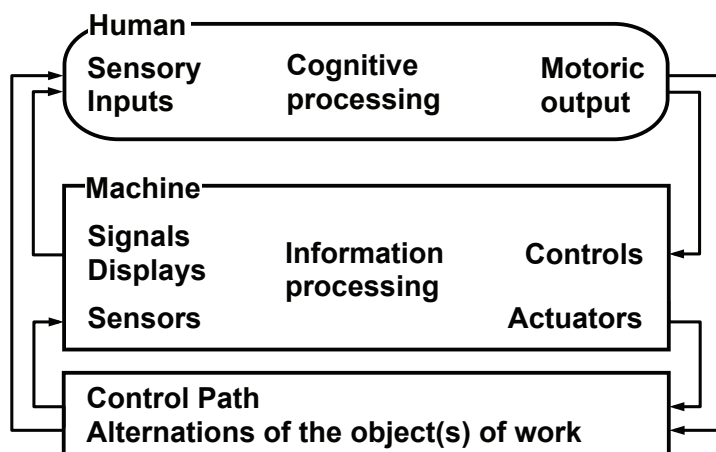 Human
Sensory Cognitive Motoric
Inputs processing output
Machine
Signals Information Controls
Displays processing
Sensors Actuators
Control Path
Alternations of the object(s) of work